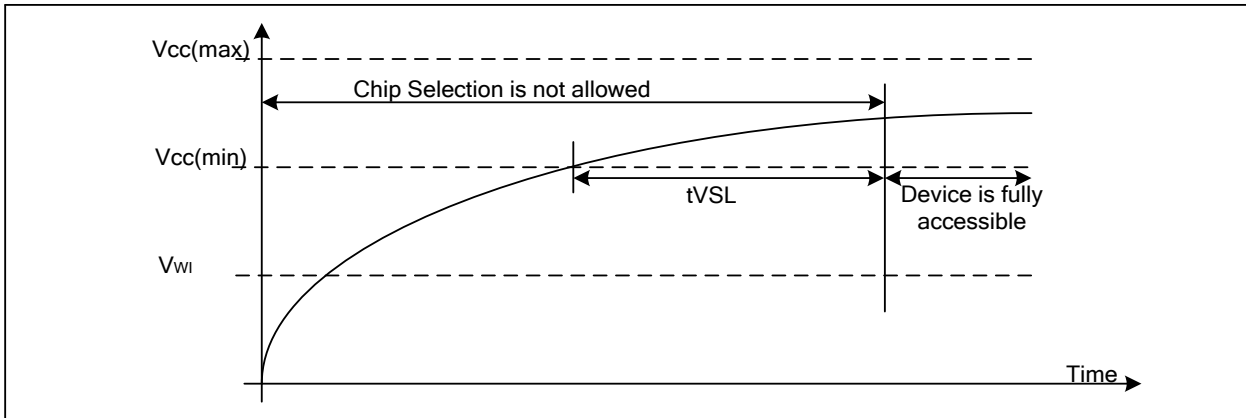 Vcc(max)
Chip Selection is not allowed
Vcc(min)
tVSL
Device is fully
accessible
VWI
Time